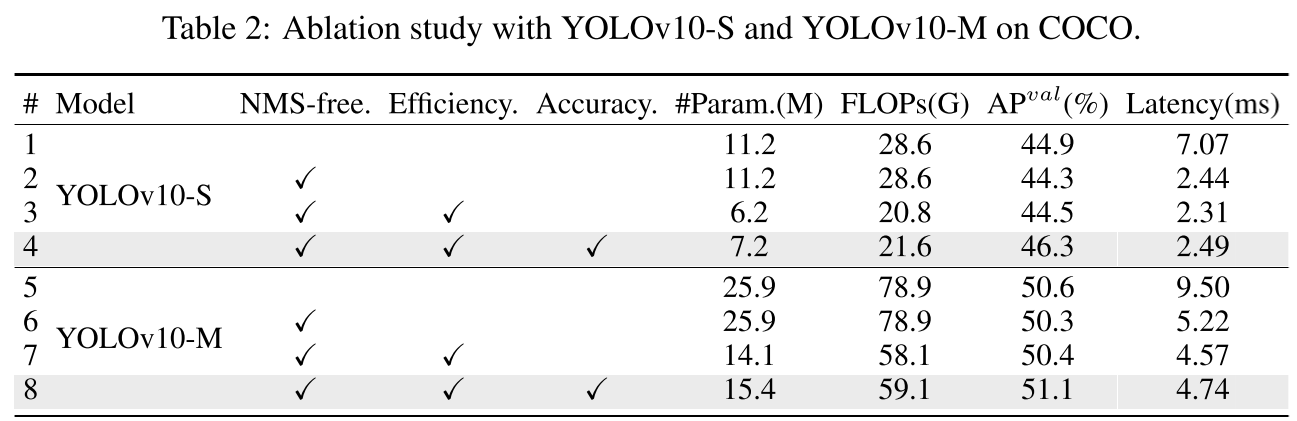 Table 2: Ablation study with YOLOv10-S and YOLOv10-M on COCO.
# Model NMS-free. Efficiency. Accuracy. #Param.(M) FLOPs(G) APval(%) Latency(ms)
1 11.2 28.6 44.9 7.07
2 ✓ 11.2 28.6 44.3 2.44
YOLOv10-S
3 ✓ ✓ 6.2 20.8 44.5 2.31
4 ✓ ✓ ✓ 7.2 21.6 46.3 2.49
5 25.9 78.9 50.6 9.50
6 ✓ 25.9 78.9 50.3 5.22
YOLOv10-M
7 ✓ ✓ 14.1 58.1 50.4 4.57
8 ✓ ✓ ✓ 15.4 59.1 51.1 4.74